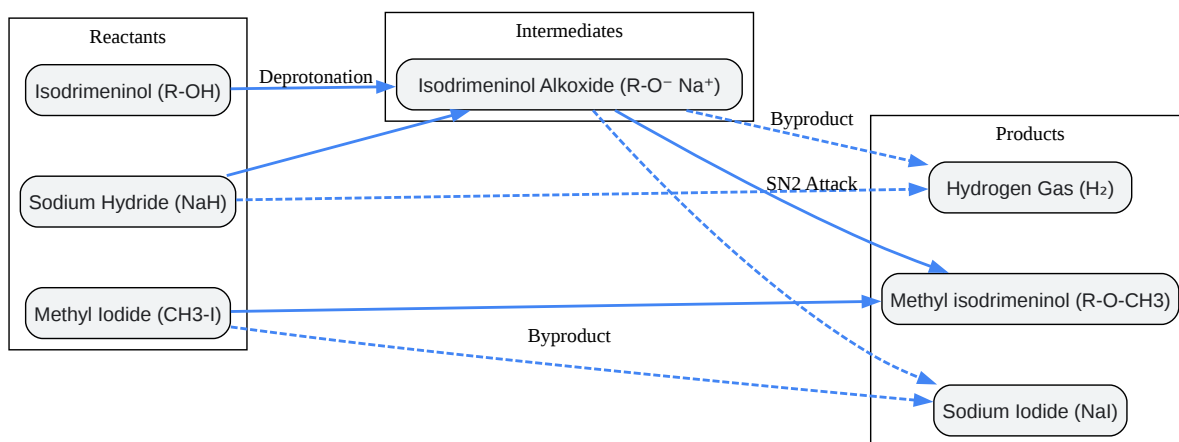 Reactants
Intermediates
Isodrimeninol (R-OH)
Deprotonation
Isodrimeninol Alkoxide (R-O⁻ Na⁺)
Byproduct
Products
Sodium Hydride (NaH)
SN2 Attack
Hydrogen Gas (H₂)
Methyl Iodide (CH3-I)
Methyl isodrimeninol (R-O-CH3)
Byproduct
Sodium Iodide (NaI)